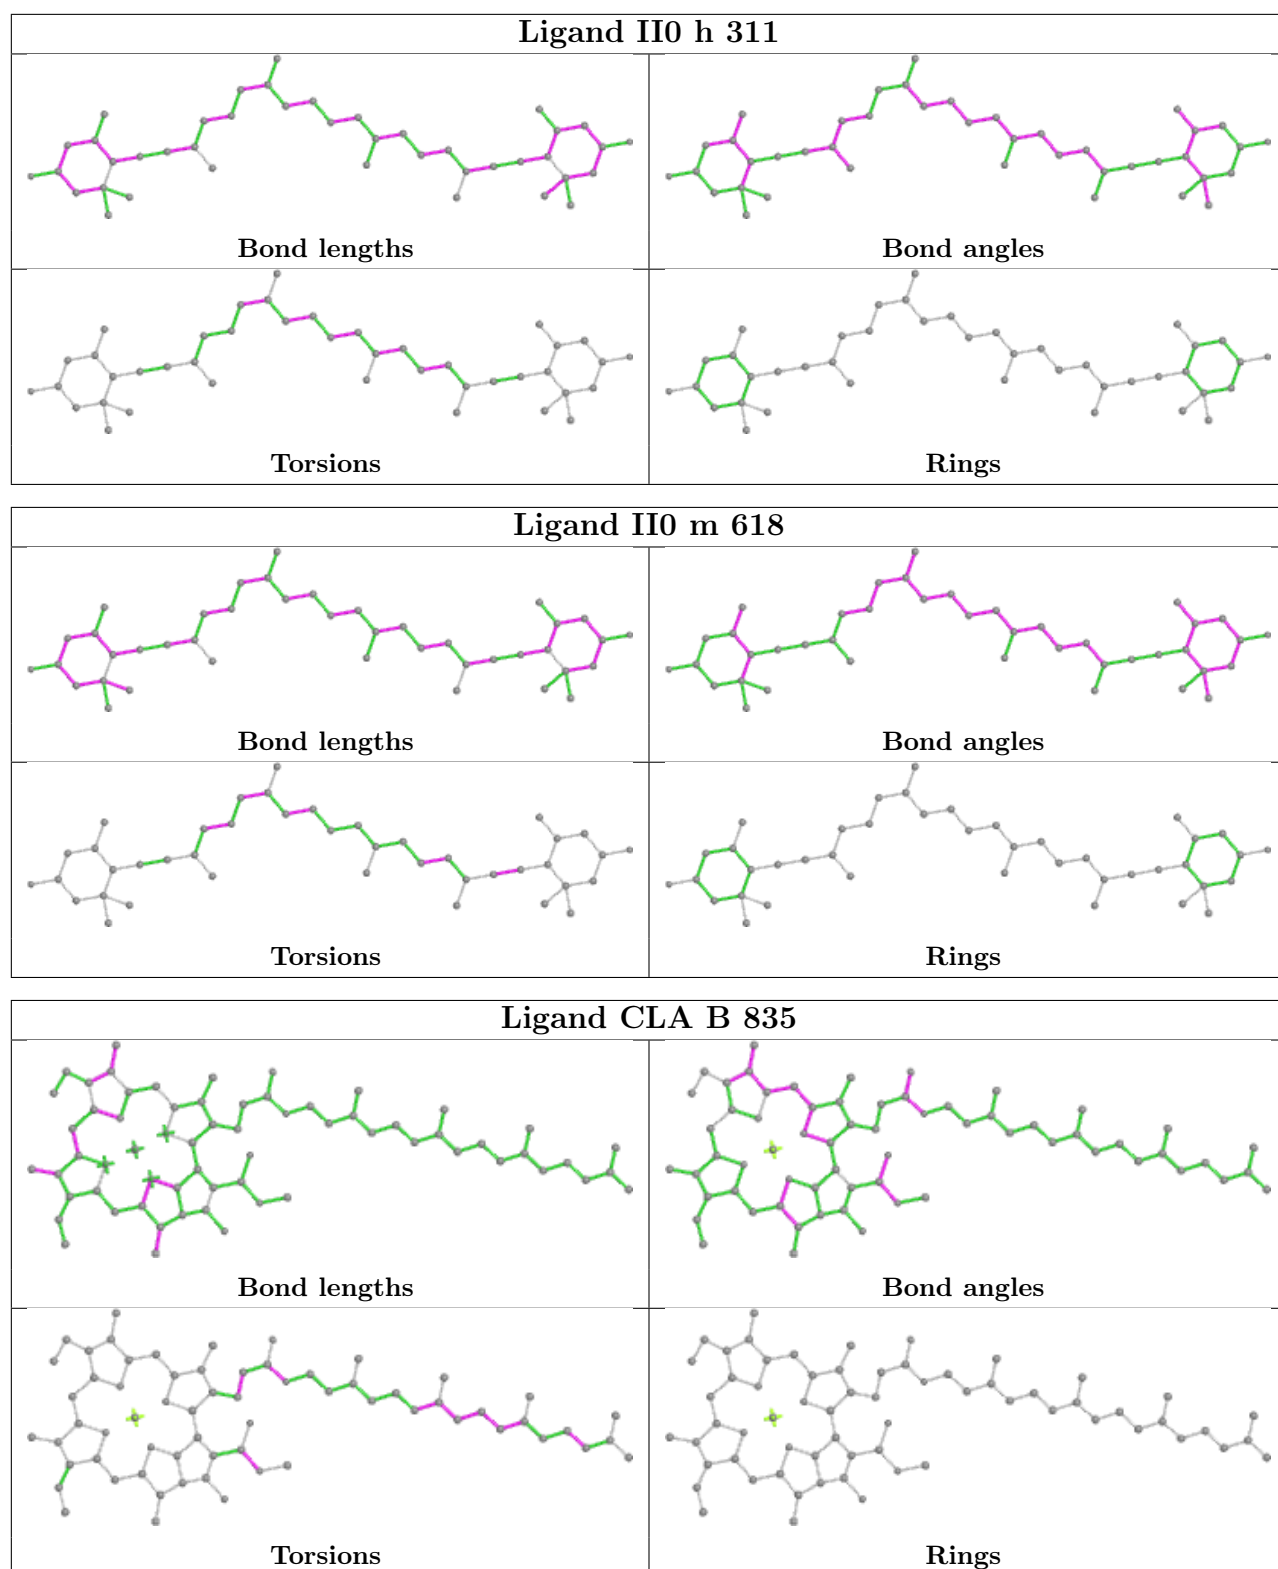 Ligand II0 h 311
Bond lengths
Bond angles
Torsions
Rings
Ligand II0 m 618
Bond lengths
Bond angles
Torsions
Rings
Ligand CLA B 835
Bond lengths
Bond angles
Torsions
Rings